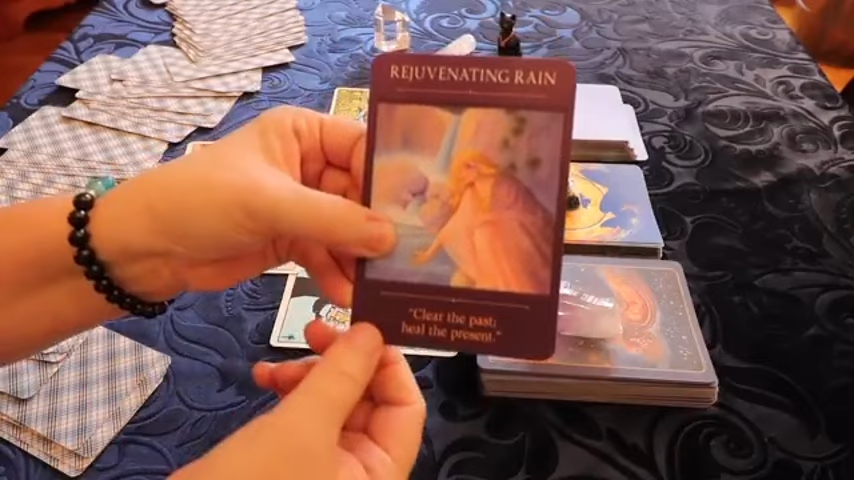 REJUVENATING RAIN
"Clear the past;
heal the present."